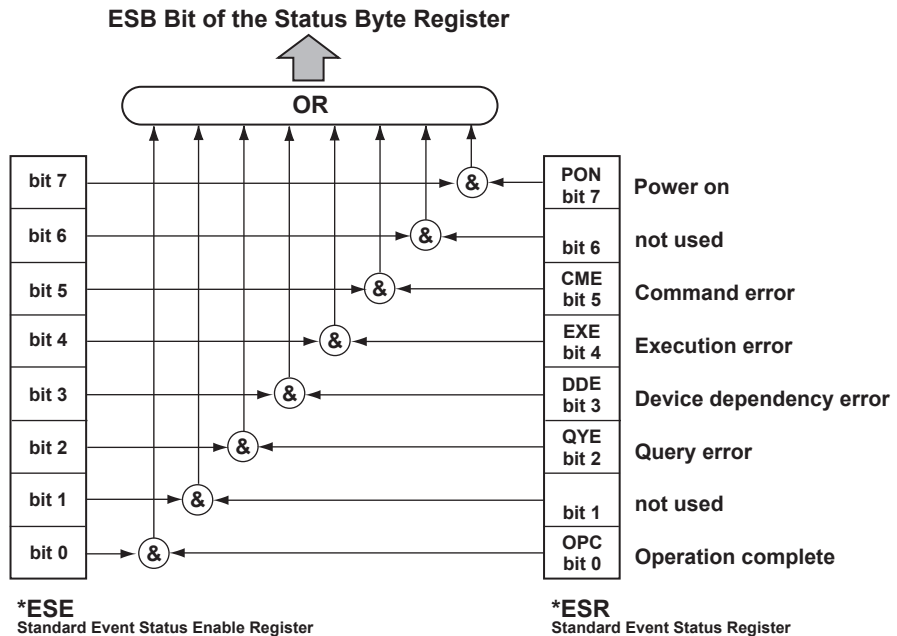 ESB Bit of the Status Byte Register
OR
bit 7
&
PON
bit 7
Power on
bit 6
&
bit 6
not used
bit 5
&
CME
bit 5
Command error
bit 4
&
EXE
bit 4
Execution error
bit 3
&
DDE
bit 3
Device dependency error
bit 2
&
QYE
bit 2
Query error
bit 1
&
bit 1
not used
bit 0
&
OPC
bit 0
Operation complete
*ESE
Standard Event Status Enable Register
*ESR
Standard Event Status Register